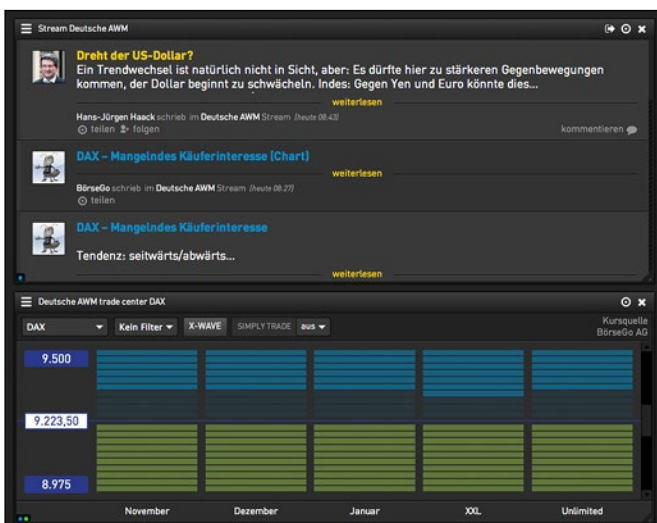 Stream Deutsche AWM
Dreht der US-Dollar?
Ein Trendwechsel ist natürlich nicht in Sicht, aber: Es dürfte hier zu stärkeren Gegenbewegungen
kommen, der Dollar beginnt zu schwächeln. Indes: Gegen Yen und Euro könnte dies...
weiterlesen
Hans-Jürgen Haack schrieb im Deutsche AWM Stream (heute 08.43)
teilen folgen kommentieren
DAX – Mangelndes Käuferinteresse (Chart)
weiterlesen
BörseGo schrieb im Deutsche AWM Stream (heute 08.27)
teilen
DAX – Mangelndes Käuferinteresse
Tendenz: seitwärts/abwärts...
weiterlesen
Deutsche AWM trade center DAX
DAX Kein Filter X-WAVE SIMPLYTRADE aus Kursquelle
BörseGo AG
9.500
9.223,50
8.975
November Dezember Januar XXL Unlimited